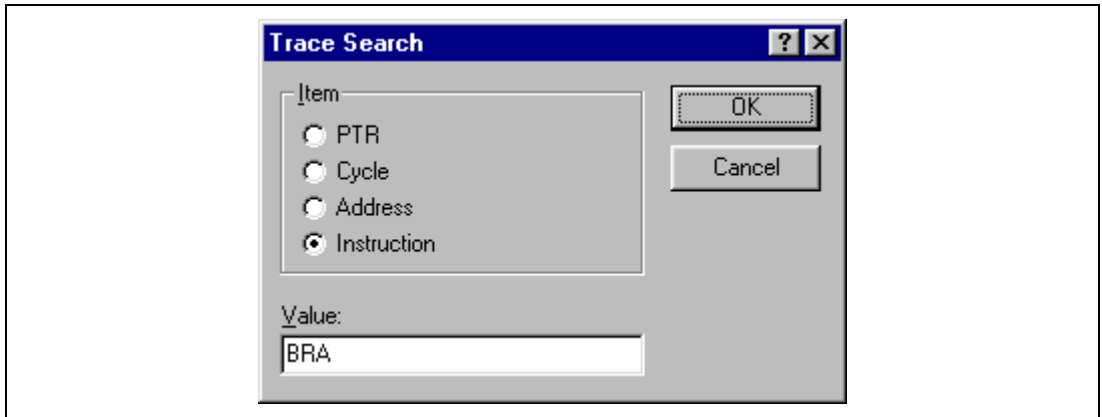 Trace Search
Item
PTR
Cycle
Address
Instruction
OK
Cancel
Value:
BRA